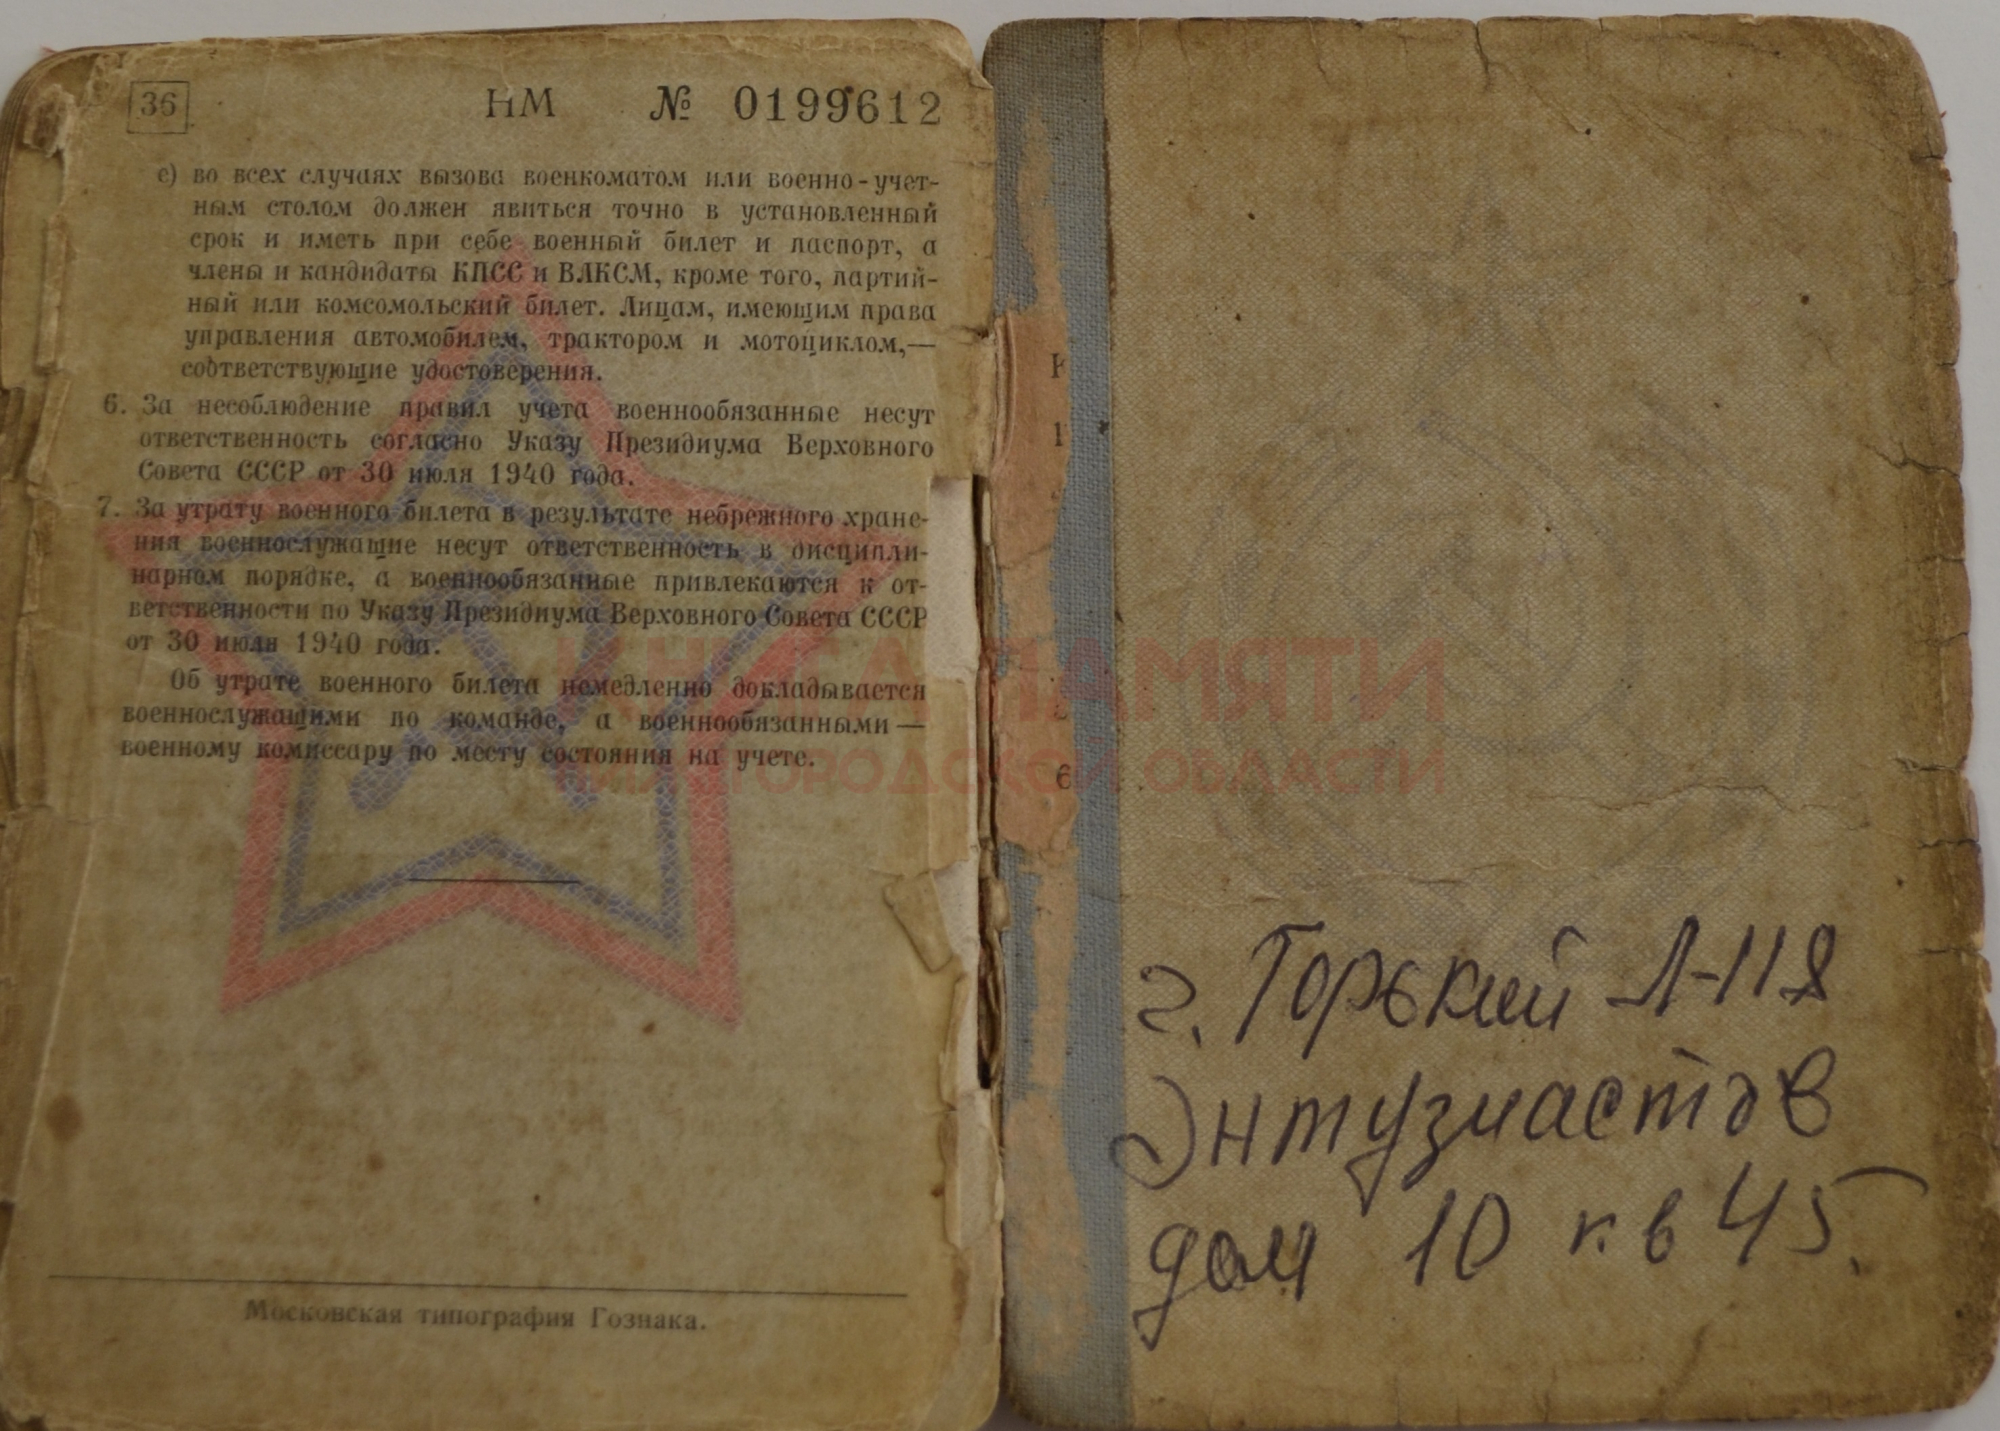 36
НМ № 0199612
е) во всех случаях вызова военкоматом или военно-учет-
ным столом должен явиться точно в установленный
срок и иметь при себе военный билет и паспорт, а
члены и кандидаты КПСС и ВЛКСМ, кроме того, партий-
ный или комсомольский билет. Лицам, имеющим права
управления автомобилем, трактором и мотоциклом,—
соответствующие удостоверения.
6. За несоблюдение правил учета военнообязанные несут
ответственность согласно Указу Президиума Верховного
Совета СССР от 30 июля 1940 года.
7. За утрату военного билета в результате небрежного хране-
ния военнослужащие несут ответственность в дисципли-
нарном порядке, а военнообязанные привлекаются к от-
ветственности по Указу Президиума Верховного Совета СССР
от 30 июля 1940 года.
Об утрате военного билета немедленно докладывается
военнослужащими по команде, а военнообязанными —
военному комиссару по месту состояния на учете.
Московская типография Гознака.
КНИГА ПАМЯТИ
НИЖЕГОРОДСКОЙ ОБЛАСТИ
6
г. Горький Л-118
Энтузиастов
дом 10 кв 45.